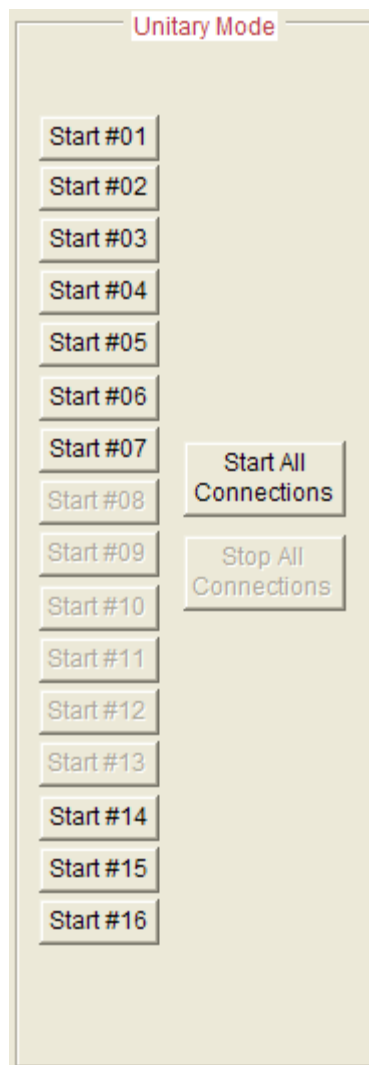 Unitary Mode
Start #01
Start #02
Start #03
Start #04
Start #05
Start #06
Start #07
Start #08
Start #09
Start #10
Start #11
Start #12
Start #13
Start #14
Start #15
Start #16
Start All
Connections
Stop All
Connections